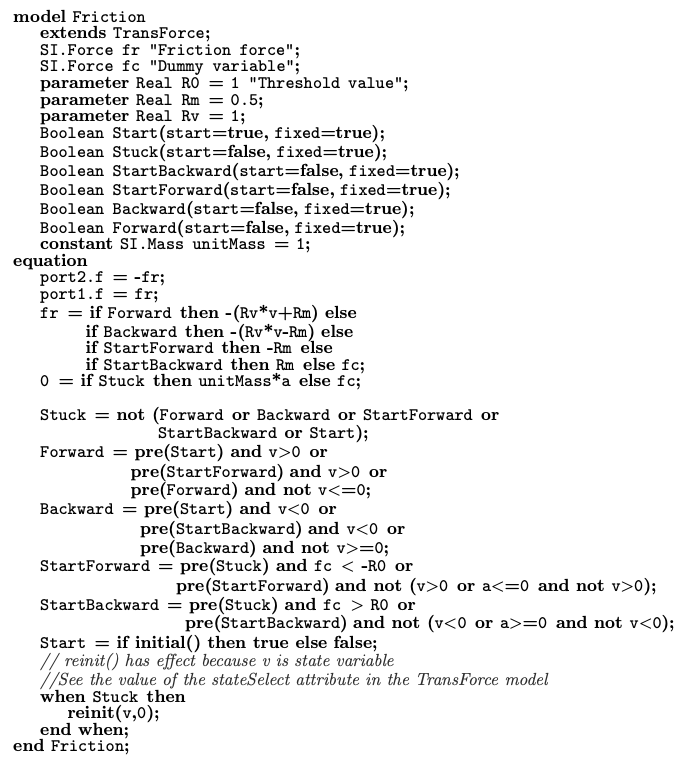 model Friction
extends TransForce;
SI.Force fr "Friction force";
SI.Force fc "Dummy variable";
parameter Real R0 = 1 "Threshold value";
parameter Real Rm = 0.5;
parameter Real Rv = 1;
Boolean Start(start=true, fixed=true);
Boolean Stuck(start=false, fixed=true);
Boolean StartBackward(start=false, fixed=true);
Boolean StartForward(start=false, fixed=true);
Boolean Backward(start=false, fixed=true);
Boolean Forward(start=false, fixed=true);
constant SI.Mass unitMass = 1;
equation
port2.f = -fr;
port1.f = fr;
fr = if Forward then -(Rv*v+Rm) else
if Backward then -(Rv*v-Rm) else
if StartForward then -Rm else
if StartBackward then Rm else fc;
0 = if Stuck then unitMass*a else fc;
Stuck = not (Forward or Backward or StartForward or
StartBackward or Start);
Forward = pre(Start) and v>0 or
pre(StartForward) and v>0 or
pre(Forward) and not v<=0;
Backward = pre(Start) and v<0 or
pre(StartBackward) and v<0 or
pre(Backward) and not v>=0;
StartForward = pre(Stuck) and fc < -R0 or
pre(StartForward) and not (v>0 or a<=0 and not v>0);
StartBackward = pre(Stuck) and fc > R0 or
pre(StartBackward) and not (v<0 or a>=0 and not v<0);
Start = if initial() then true else false;
// reinit() has effect because v is state variable
//See the value of the stateSelect attribute in the TransForce model
when Stuck then
reinit(v,0);
end when;
end Friction;